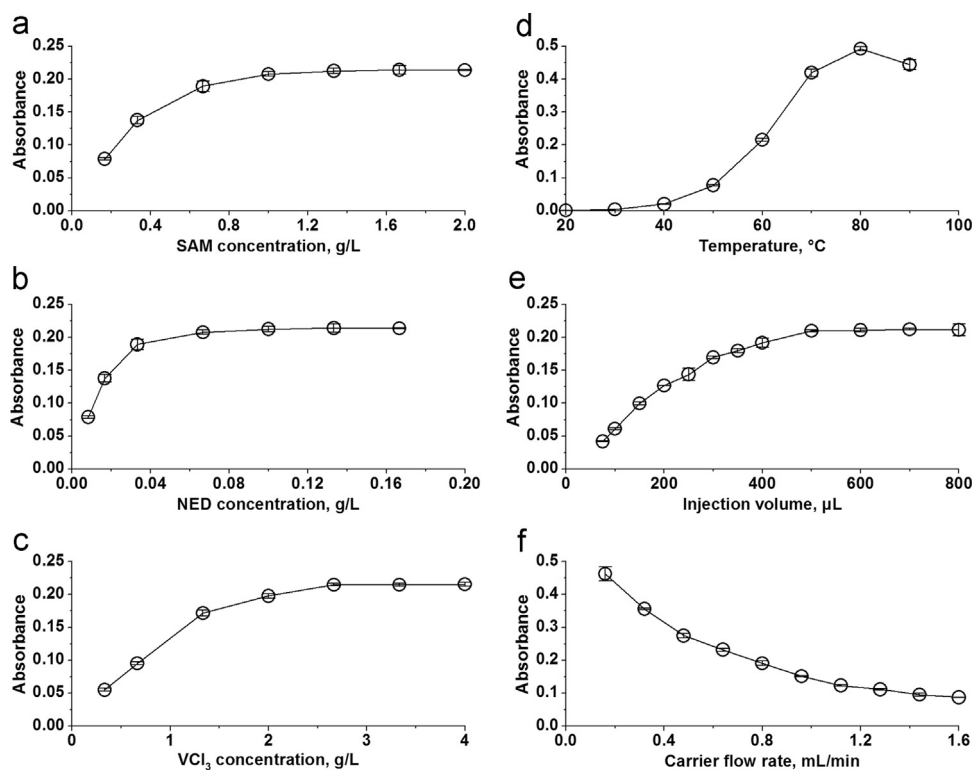 a
0.25
0.20
0.15
0.10
0.05
0.00
Absorbance
0.0 0.4 0.8 1.2 1.6 2.0
SAM concentration, g/L
b
0.25
0.20
0.15
0.10
0.05
0.00
Absorbance
0.00 0.04 0.08 0.12 0.16 0.20
NED concentration, g/L
c
0.25
0.20
0.15
0.10
0.05
0.00
Absorbance
0 1 2 3 4
VCl₃ concentration, g/L
d
0.5
0.4
0.3
0.2
0.1
0.0
Absorbance
20 40 60 80 100
Temperature, °C
e
0.25
0.20
0.15
0.10
0.05
0.00
Absorbance
0 200 400 600 800
Injection volume, µL
f
0.5
0.4
0.3
0.2
0.1
0.0
Absorbance
0.0 0.4 0.8 1.2 1.6
Carrier flow rate, mL/min